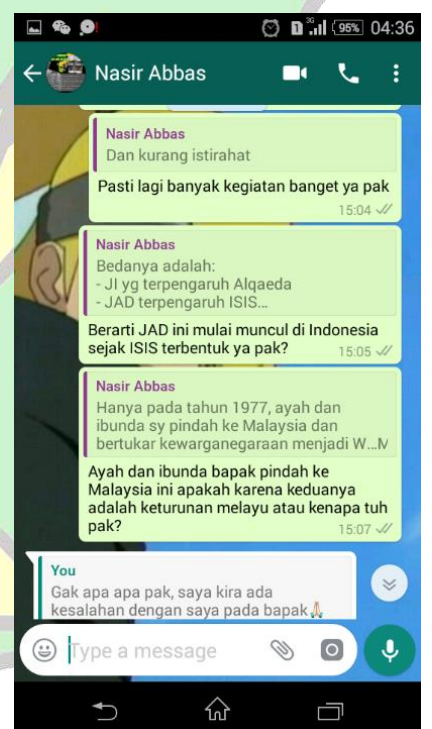 3G 95% 04:36
Nasir Abbas
Nasir Abbas
Dan kurang istirahat
Pasti lagi banyak kegiatan banget ya pak
15:04
Nasir Abbas
Bedanya adalah:
- JI yg terpengaruh Alqaeda
- JAD terpengaruh ISIS...
Berarti JAD ini mulai muncul di Indonesia
sejak ISIS terbentuk ya pak?
15:05
Nasir Abbas
Hanya pada tahun 1977, ayah dan
ibunda sy pindah ke Malaysia dan
bertukar kewarganegaraan menjadi W...M
Ayah dan ibunda bapak pindah ke
Malaysia ini apakah karena keduanya
adalah keturunan melayu atau kenapa tuh
pak?
15:07
You
Gak apa apa pak, saya kira ada
kesalahan dengan saya pada bapak🙏
Type a message